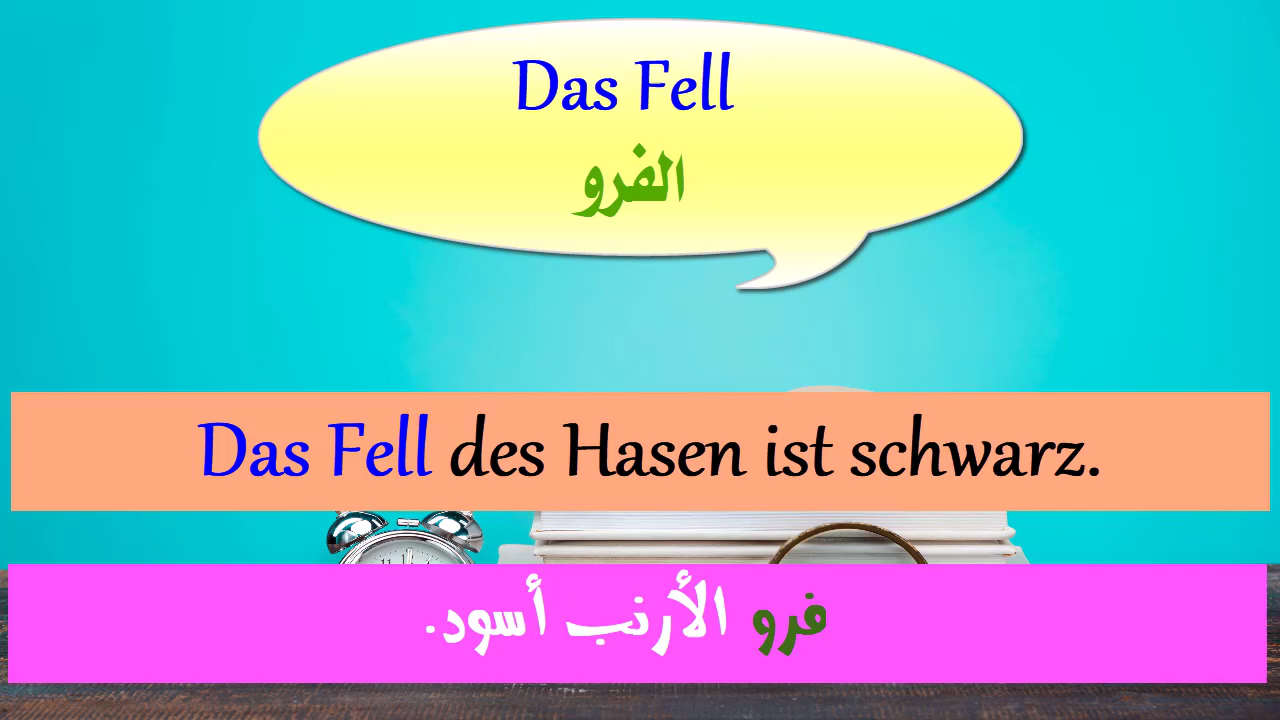 Das Fell
الفرو
Das Fell des Hasen ist schwarz.
فرو الأرنب أسود.